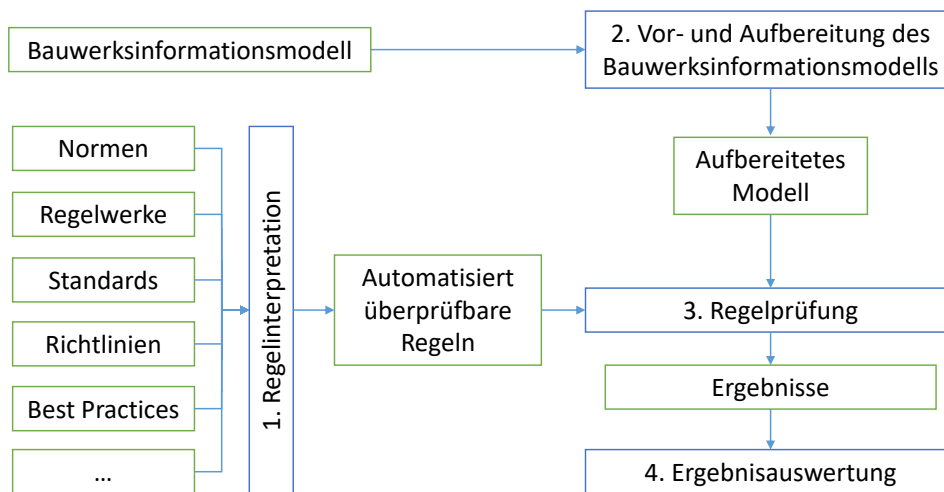 Bauwerksinformationsmodell
2. Vor- und Aufbereitung des
Bauwerksinformationsmodells
Normen
Regelwerke
Standards
Richtlinien
Best Practices
...
1. Regelinterpretation
Automatisiert
überprüfbare
Regeln
Aufbereitetes
Modell
3. Regelprüfung
Ergebnisse
4. Ergebnisauswertung